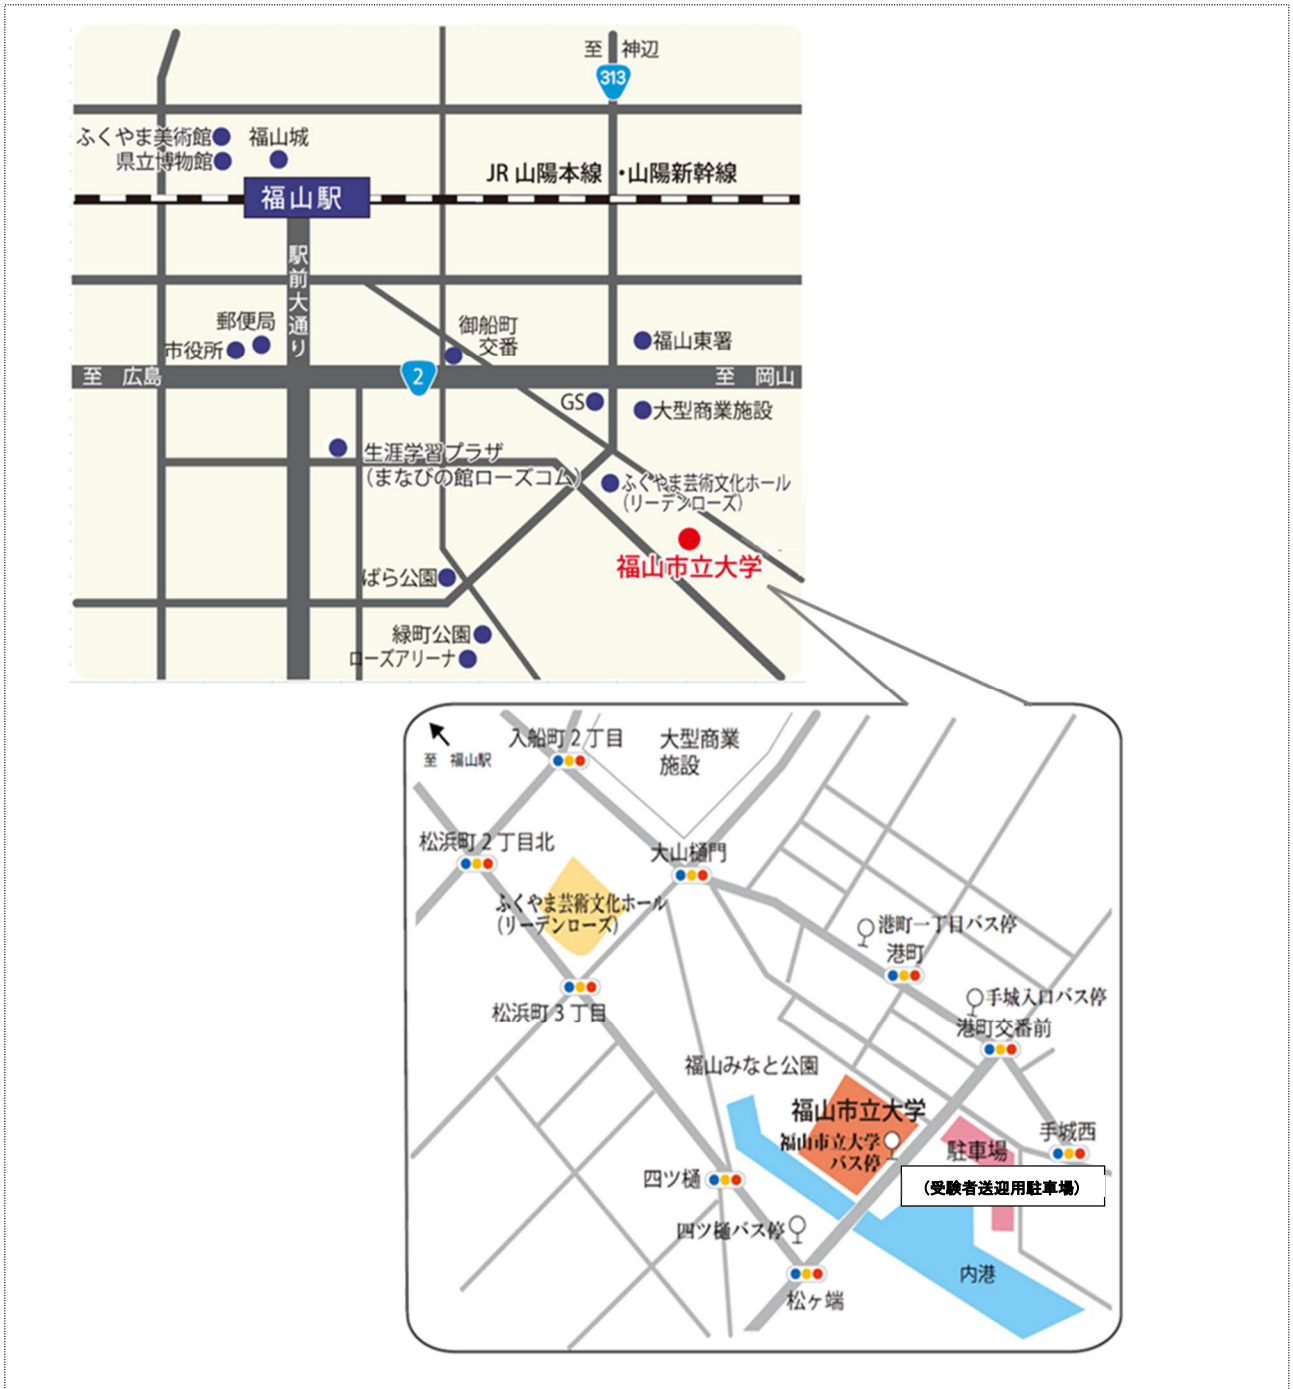 至 神辺
313
ふくやま美術館
福山城
県立博物館
JR 山陽本線・山陽新幹線
福山駅
駅前大通り
郵便局
御船町
交番
市役所
福山東署
至 広島
2
至 岡山
GS
大型商業施設
生涯学習プラザ
(まなびの館ローズコム)
ふくやま芸術文化ホール
(リーデンローズ)
福山市立大学
ばら公園
緑町公園
ローズアリーナ
入船町2丁目
大型商業
施設
至 福山駅
松浜町2丁目北
大山樋門
ふくやま芸術文化ホール
(リーデンローズ)
港町一丁目バス停
港町
手城入口バス停
松浜町3丁目
港町交番前
福山みなと公園
福山市立大学
福山市立大学
バス停
駐車場
手城西
四ツ樋
(受験者送迎用駐車場)
四ツ樋バス停
内港
松ヶ端